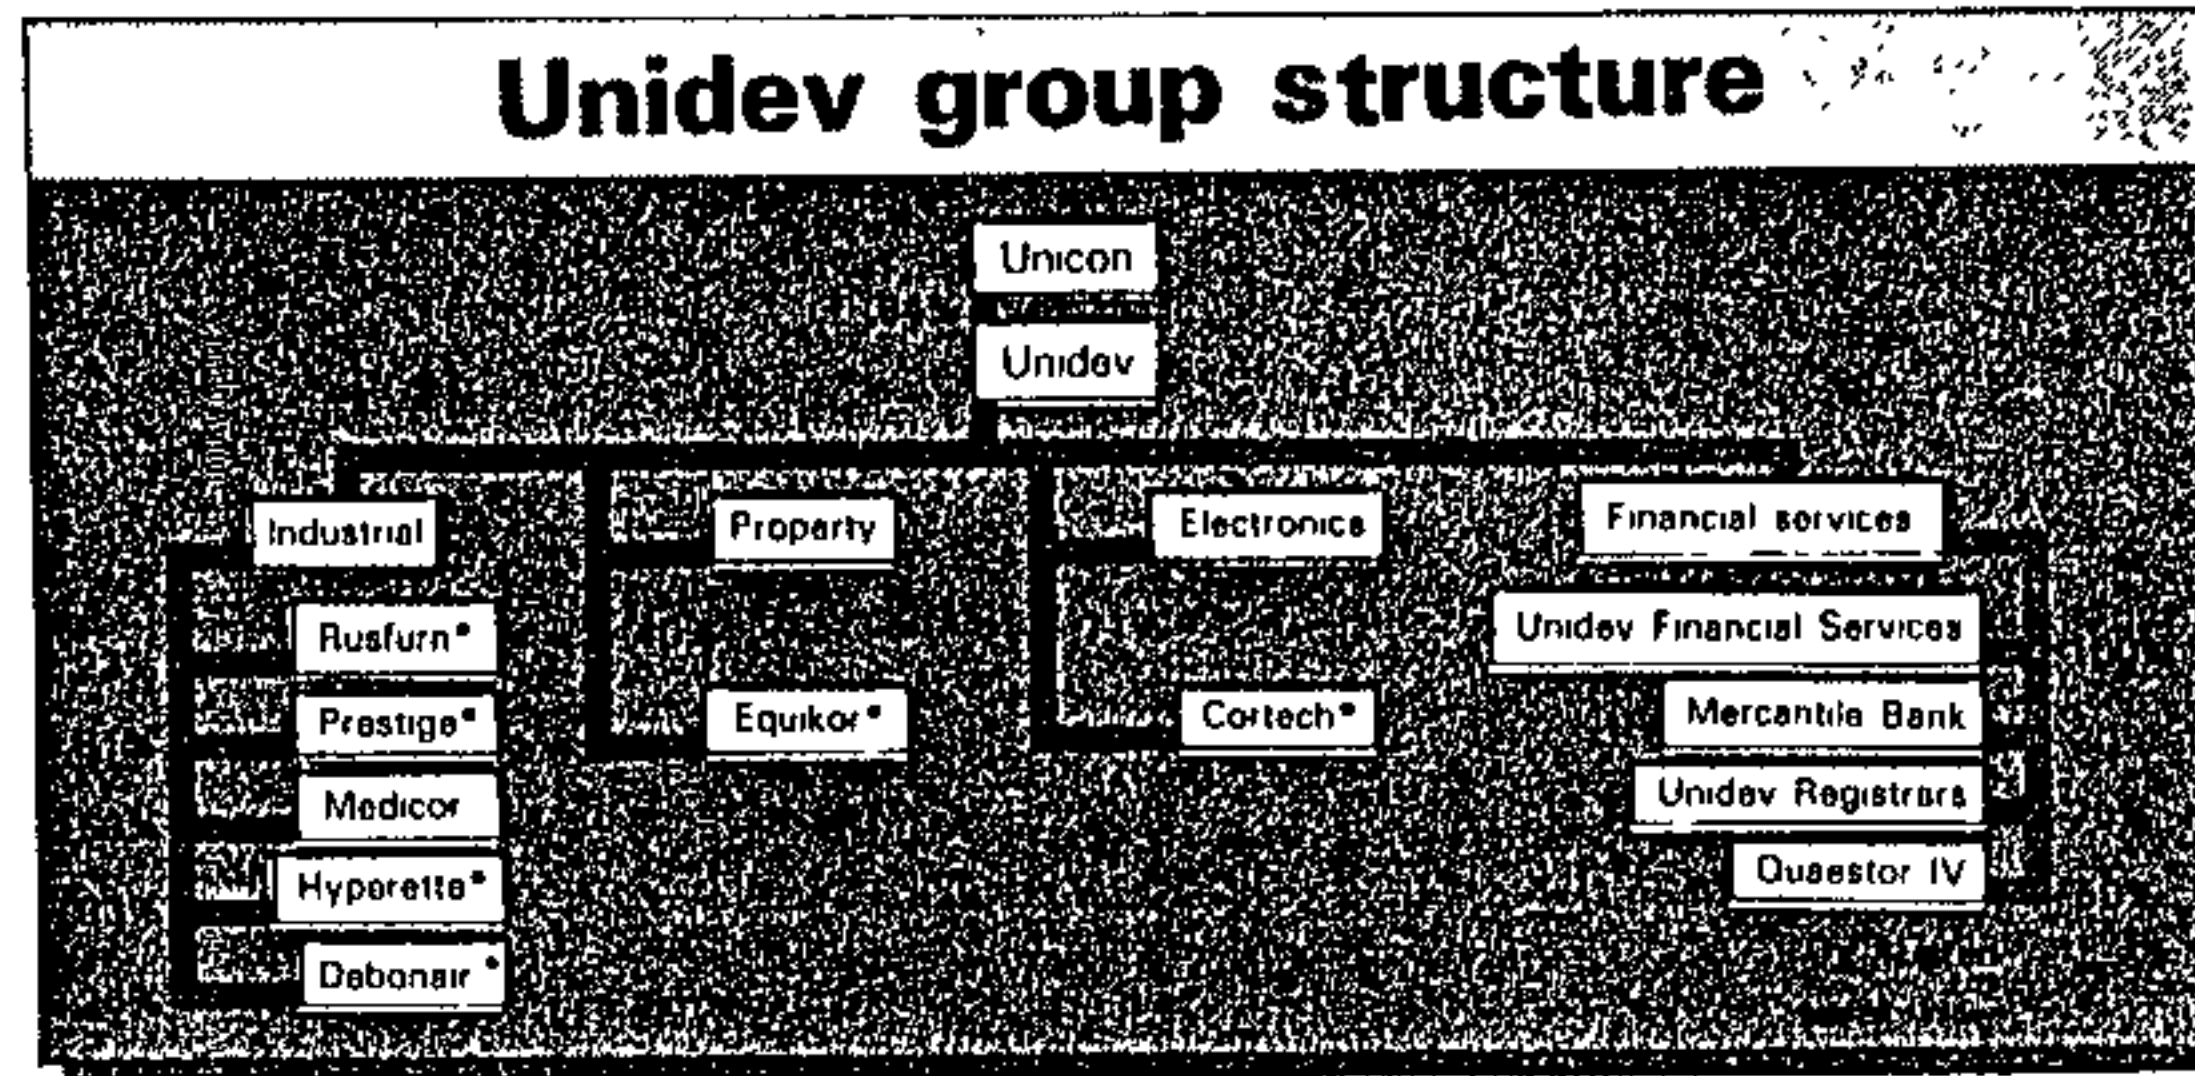 Unidev group structure
Unicon
Unidev
Industrial
Rusfurn•
Prestige•
Medicor
Hyperette•
Debonair •
Property
Equikor•
Electronics
Cortech•
Financial services
Unidev Financial Services
Mercantile Bank
Unidev Registrars
Quaestor IV